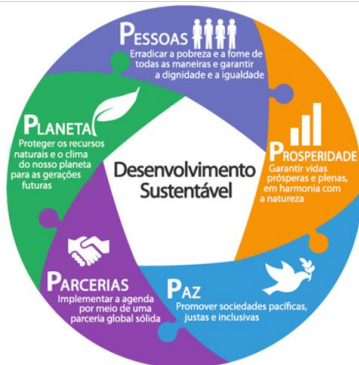 PESSOAS
Erradicar a pobreza e a fome de
todas as maneiras e garantir
a dignidade e a igualdade
PROSPERIDADE
Garantir vidas
prósperas e plenas,
em harmonia com
a natureza
PAZ
Promover sociedades pacíficas,
justas e inclusivas
PARCERIAS
Implementar a agenda
por meio de uma
parceria global sólida
PLANETA
Proteger os recursos
naturais e o clima
do nosso planeta
para as gerações
futuras
Desenvolvimento
Sustentável